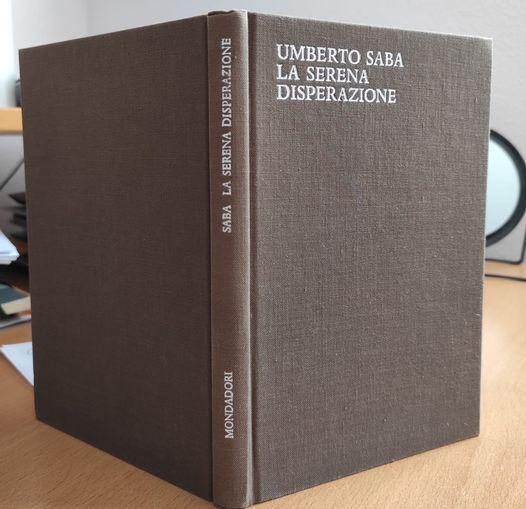 UMBERTO SABA
LA SERENA
DISPERAZIONE
SABA LA SERENA DISPERAZIONE
MONDADORI